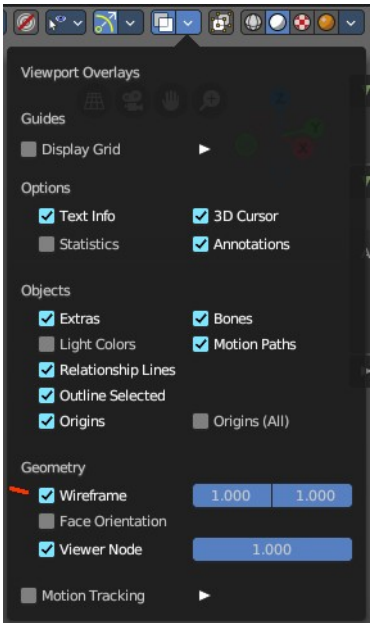 Viewport Overlays
Guides
Display Grid
Options
Text Info 3D Cursor
Statistics Annotations
Objects
Extras Bones
Light Colors Motion Paths
Relationship Lines
Outline Selected
Origins Origins (All)
Geometry
Wireframe 1.000 1.000
Face Orientation
Viewer Node 1.000
Motion Tracking